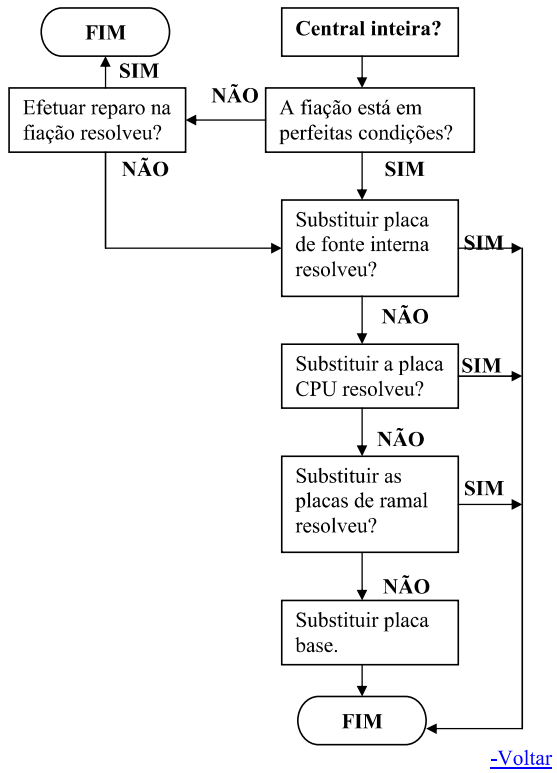 FIM
Central inteira?
SIM
NÃO
Efetuar reparo na
fiação resolveu?
A fiação está em
perfeitas condições?
NÃO
SIM
Substituir placa
de fonte interna
resolveu?
SIM
NÃO
Substituir a placa
CPU resolveu?
SIM
NÃO
Substituir as
placas de ramal
resolveu?
SIM
NÃO
Substituir placa
base.
FIM
-Voltar